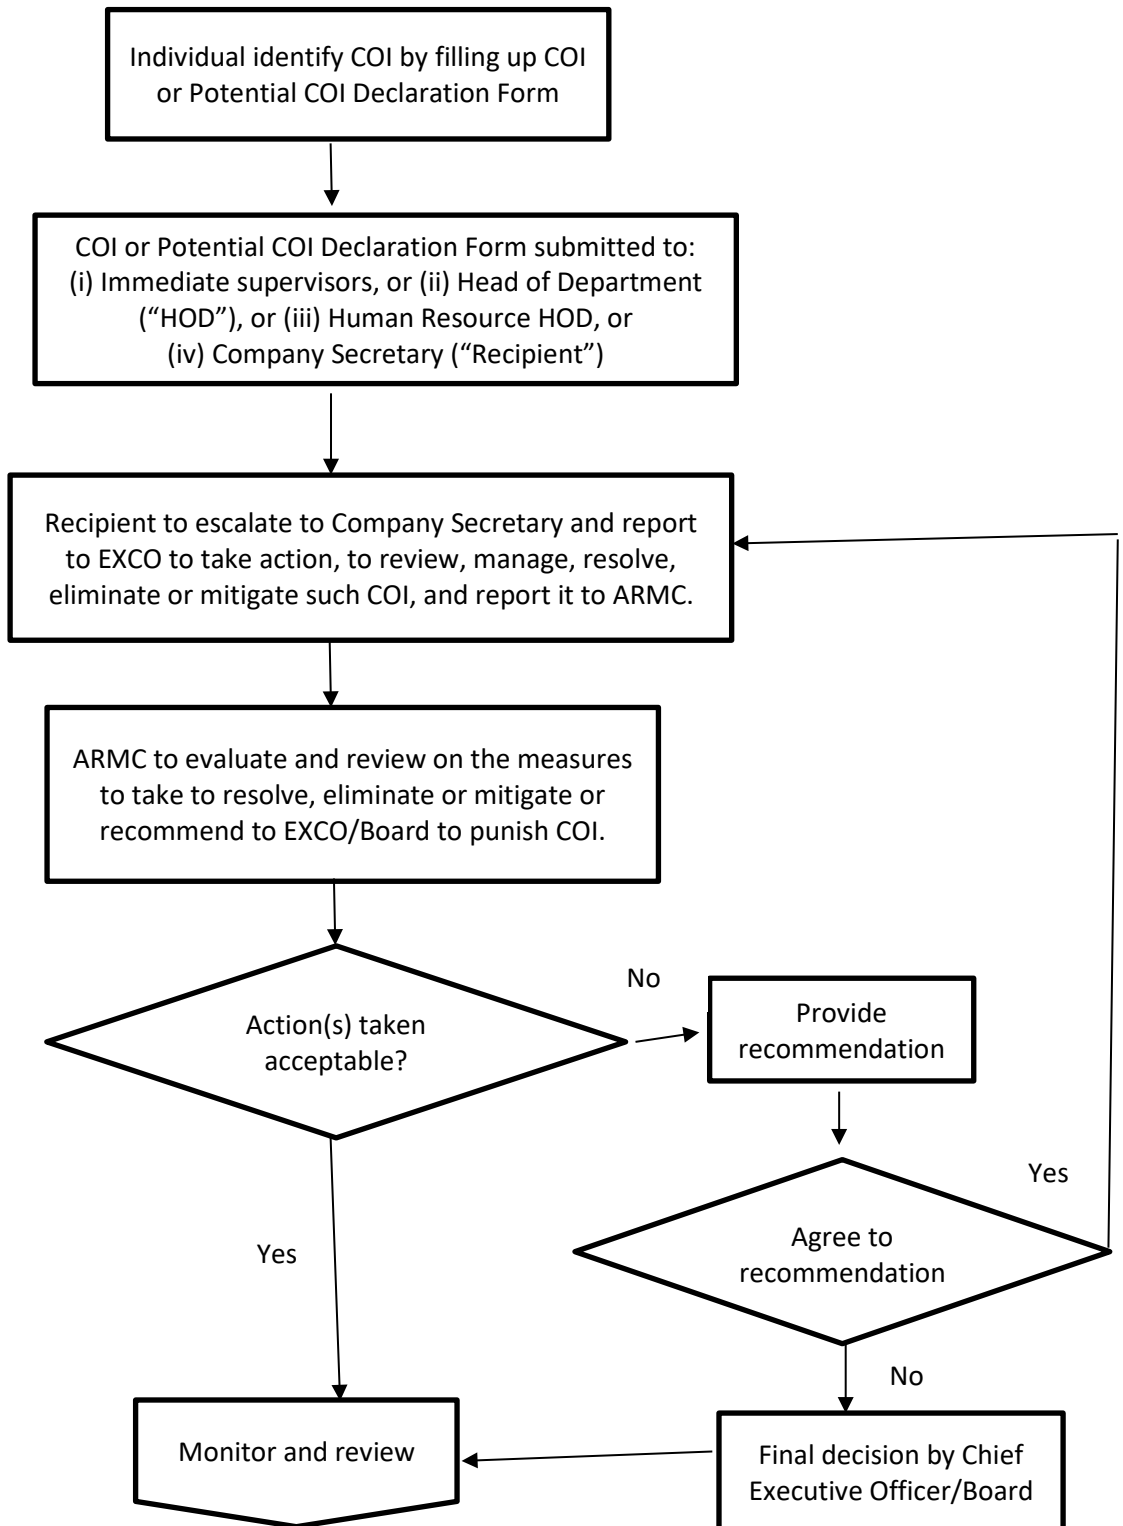 Individual identify COI by filling up COI
or Potential COI Declaration Form
COI or Potential COI Declaration Form submitted to:
(i) Immediate supervisors, or (ii) Head of Department
(“HOD”), or (iii) Human Resource HOD, or
(iv) Company Secretary (“Recipient”)
Recipient to escalate to Company Secretary and report
to EXCO to take action, to review, manage, resolve,
eliminate or mitigate such COI, and report it to ARMC.
ARMC to evaluate and review on the measures
to take to resolve, eliminate or mitigate or
recommend to EXCO/Board to punish COI.
Action(s) taken
acceptable?
No
Provide
recommendation
Yes
Agree to
recommendation
Yes
No
Monitor and review
Final decision by Chief
Executive Officer/Board